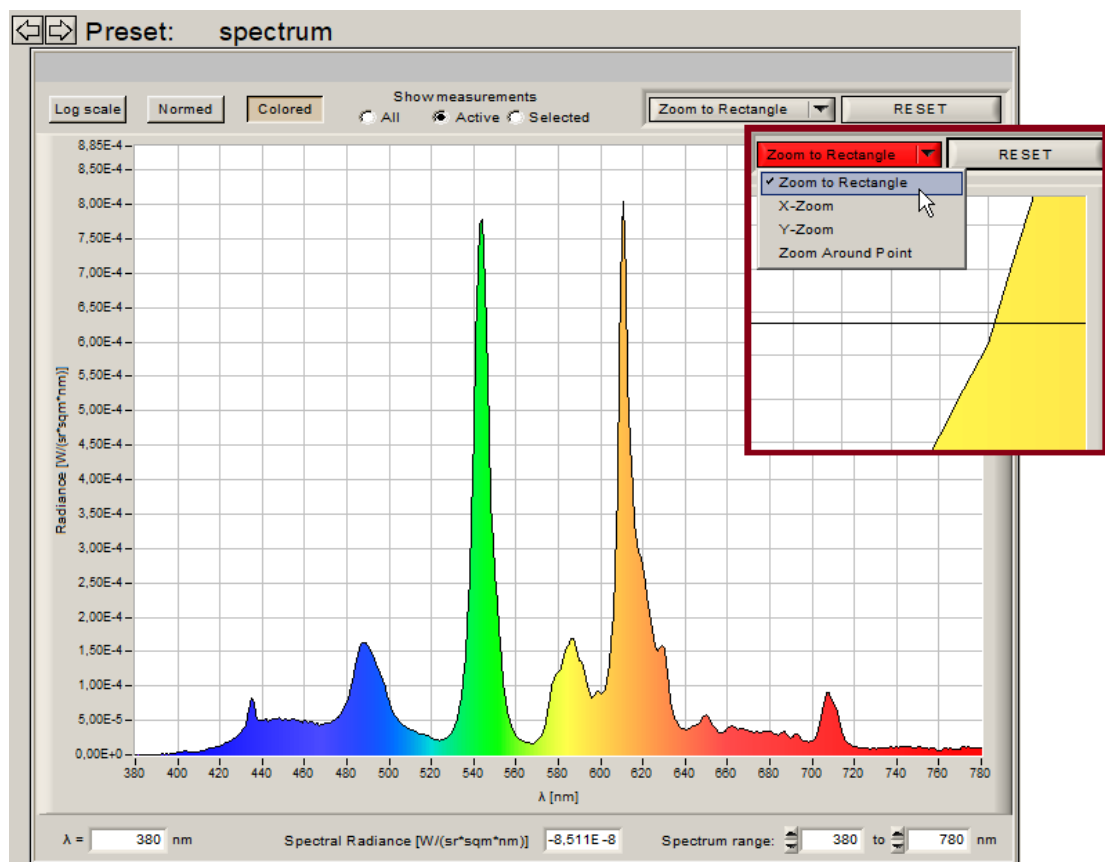 Preset: spectrum
Show measurements
Log scale Normed Colored All Active Selected Zoom to Rectangle RESET
Zoom to Rectangle RESET
Zoom to Rectangle
X-Zoom
Y-Zoom
Zoom Around Point
Radiance [W/(sr*sqm*nm)]
8,85E-4
8,50E-4
8,00E-4
7,50E-4
7,00E-4
6,50E-4
6,00E-4
5,50E-4
5,00E-4
4,50E-4
4,00E-4
3,50E-4
3,00E-4
2,50E-4
2,00E-4
1,50E-4
1,00E-4
5,00E-5
0,00E+0
380 400 420 440 460 480 500 520 540 560 580 600 620 640 660 680 700 720 740 760 780
λ [nm]
λ = 380 nm Spectral Radiance [W/(sr*sqm*nm)] -8,511E-8 Spectrum range: 380 to 780 nm